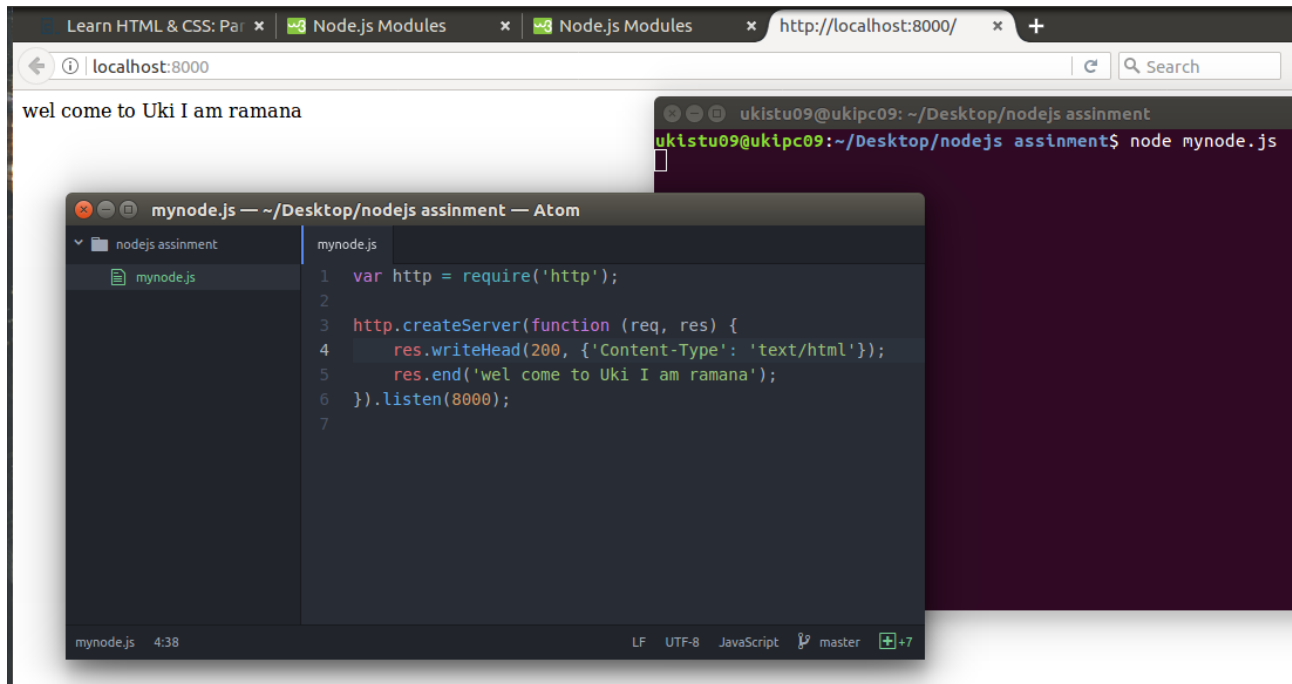 Learn HTML & CSS: Par × Node.js Modules × Node.js Modules × http://localhost:8000/ × +
localhost:8000 Search
wel come to Uki I am ramana
ukistu09@ukipc09: ~/Desktop/nodejs assinment
ukistu09@ukipc09:~/Desktop/nodejs assinment$ node mynode.js
mynode.js — ~/Desktop/nodejs assinment — Atom
nodejs assinment
mynode.js
mynode.js
1 var http = require('http');
2
3 http.createServer(function (req, res) {
4     res.writeHead(200, {'Content-Type': 'text/html'});
5     res.end('wel come to Uki I am ramana');
6 }).listen(8000);
7
mynode.js 4:38 LF UTF-8 JavaScript master +7